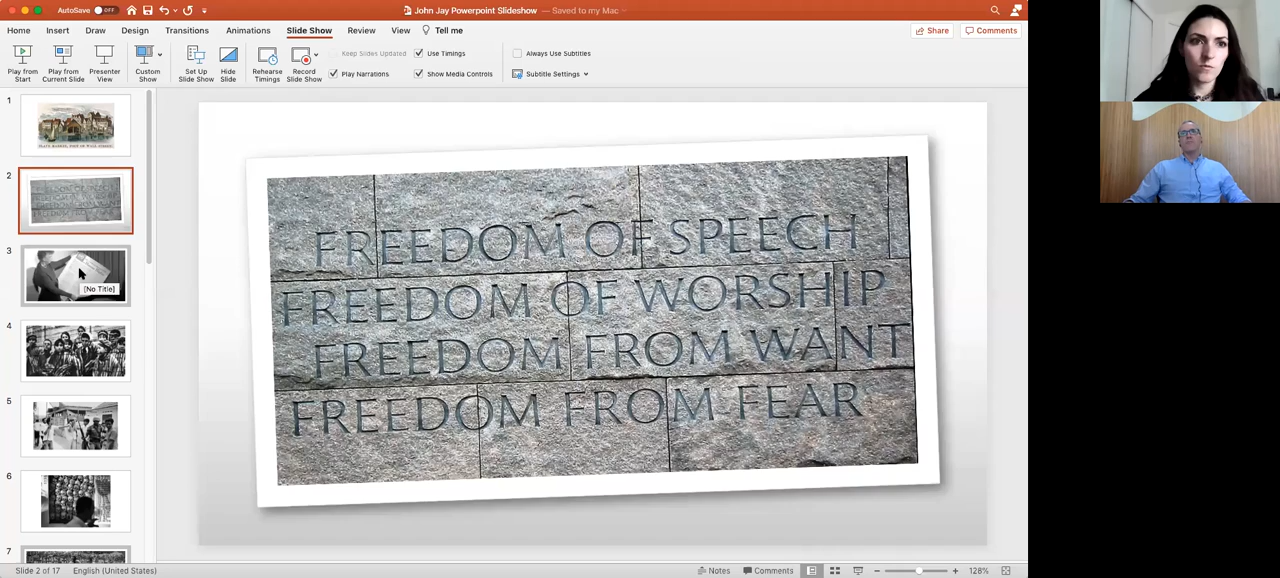 AutoSave OFF
John Jay Powerpoint Slideshow — Saved to my Mac
Home Insert Draw Design Transitions Animations Slide Show Review View Tell me
Share Comments
Play from Start
Play from Current Slide
Presenter View
Custom Show
Set Up Slide Show
Hide Slide
Rehearse Timings
Record Slide Show
Keep Slides Updated
Use Timings
Play Narrations
Show Media Controls
Always Use Subtitles
Subtitle Settings
1
2
3
[No Title]
4
5
6
7
FREEDOM OF SPEECH
FREEDOM OF WORSHIP
FREEDOM FROM WANT
FREEDOM FROM FEAR
Slide 2 of 17 English (United States)
Notes Comments 128%